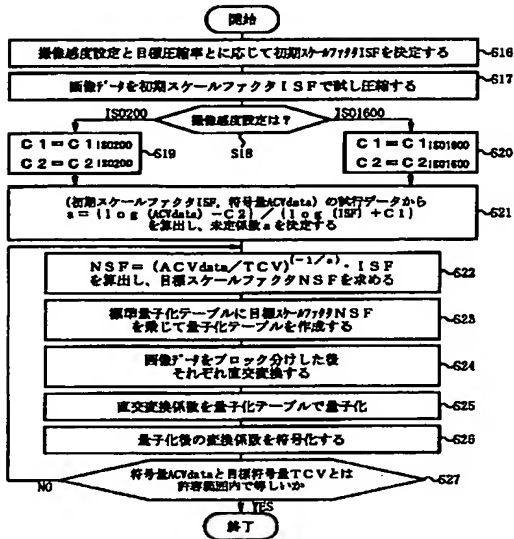 開始
撮像感度設定と目標圧縮率とに応じて初期スケールファクタISFを決定する
S16
画像データを初期スケールファクタISFで試し圧縮する
S17
ISO200
撮像感度設定は?
ISO1600
S18
C1=C1ISO200
C2=C2ISO200
S19
C1=C1ISO1600
C2=C2ISO1600
S20
(初期スケールファクタISF, 符号量ACVdata)の試行データから
a={log(ACVdata)-C2}/{log(ISF)+C1}
を算出し、未定係数aを決定する
S21
NSF=(ACVdata/TCV)^(-1/a)・ISF
を算出し、目標スケールファクタNSFを求める
S22
標準量子化テーブルに目標スケールファクタNSF
を乗じて量子化テーブルを作成する
S23
画像データをブロック分けした後
それぞれ直交変換する
S24
直交変換係数を量子化テーブルで量子化
S25
量子化後の変換係数を符号化する
S26
符号量ACVdataと目標符号量TCVとは
許容範囲内で等しいか
S27
NO
YES
終了